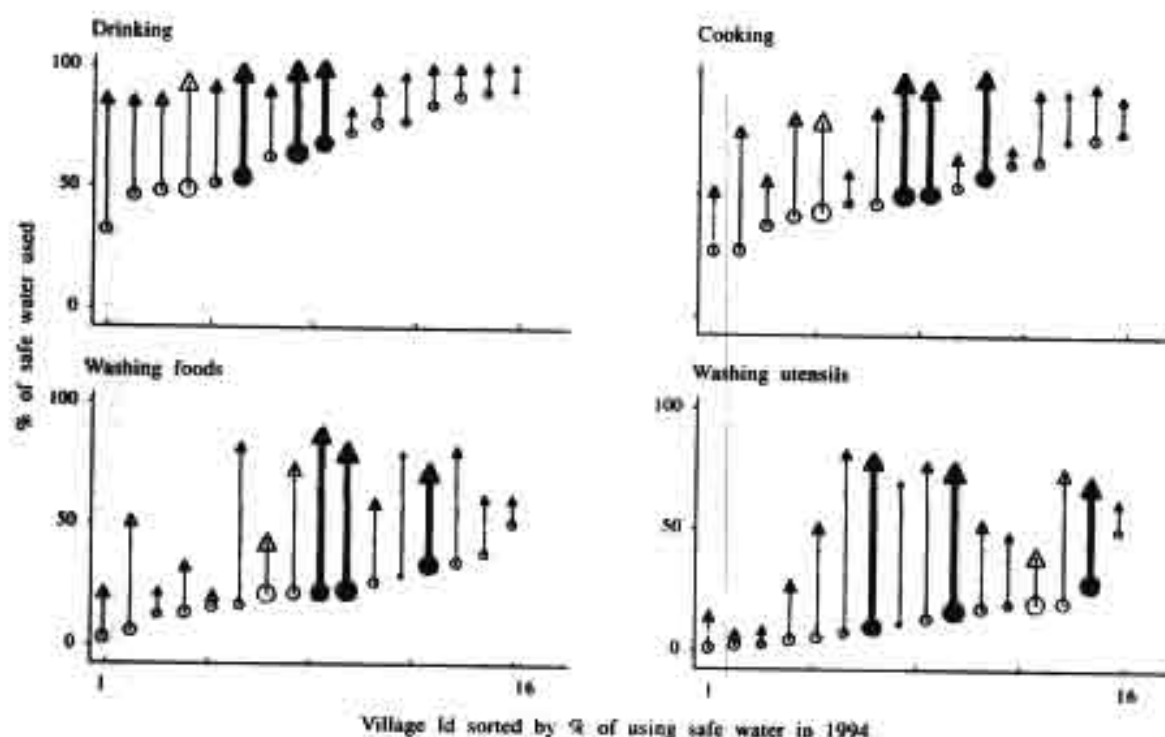 Drinking
Cooking
100
50
0
% of safe water used
Washing foods
Washing utensils
100
50
0
1
16
100
50
0
1
16
Village Id sorted by % of using safe water in 1994